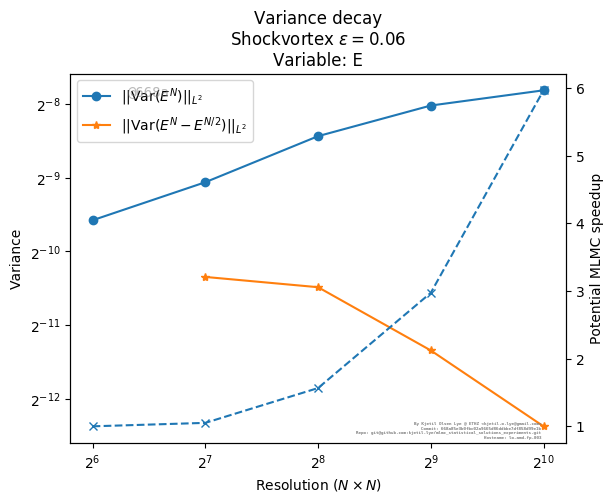 Variance decay
Shockvortex ε = 0.06
Variable: E
||Var(E^N)||_{L^2}
||Var(E^N − E^{N/2})||_{L^2}
Variance
2^{−8}
2^{−9}
2^{−10}
2^{−11}
2^{−12}
6
5
4
3
2
1
Potential MLMC speedup
2^6
2^7
2^8
2^9
2^{10}
Resolution (N × N)